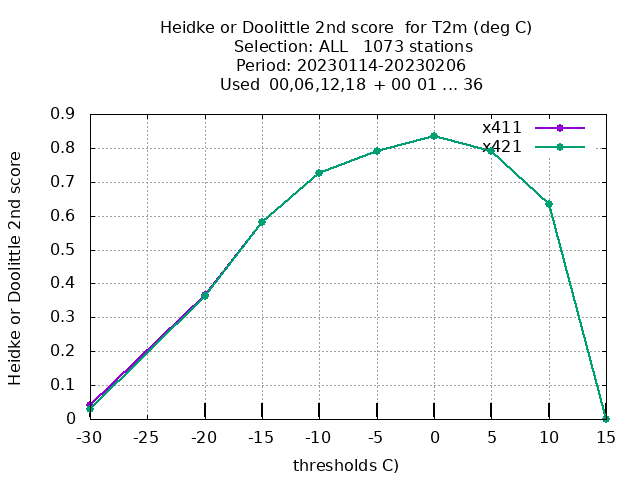 Heidke or Doolittle 2nd score  for T2m (deg C)
Selection: ALL   1073 stations
Period: 20230114-20230206
Used  00,06,12,18  + 00 01 ... 36
Heidke or Doolittle 2nd score
0.9
0.8
0.7
0.6
0.5
0.4
0.3
0.2
0.1
0
x411
x421
-30 -25 -20 -15 -10 -5 0 5 10 15
thresholds C)